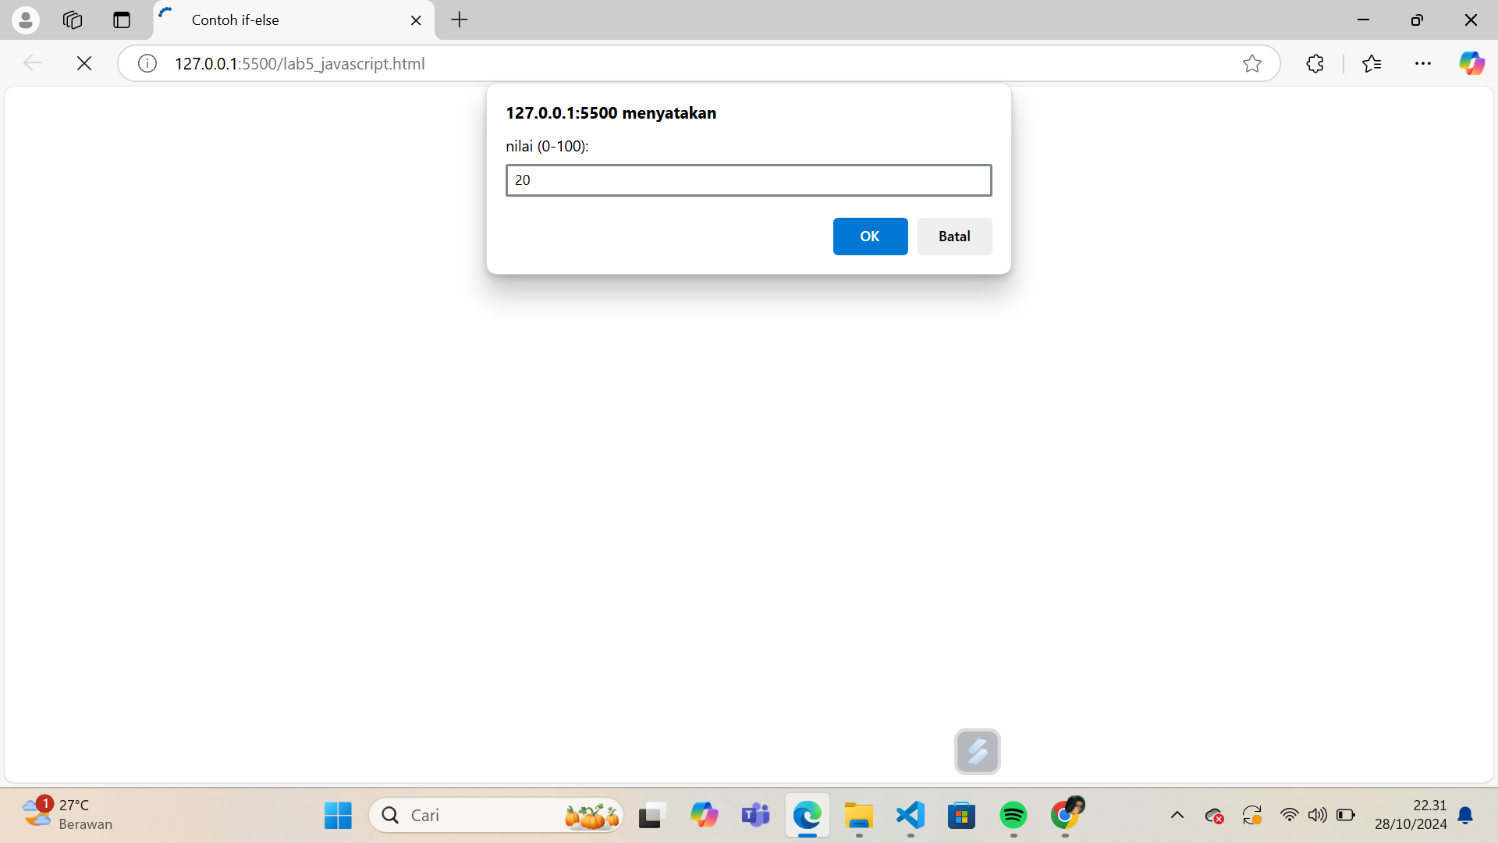 Contoh if-else
127.0.0.1:5500/lab5_javascript.html
127.0.0.1:5500 menyatakan
nilai (0-100):
20
OK
Batal
1
27°C
Berawan
Cari
22.31
28/10/2024